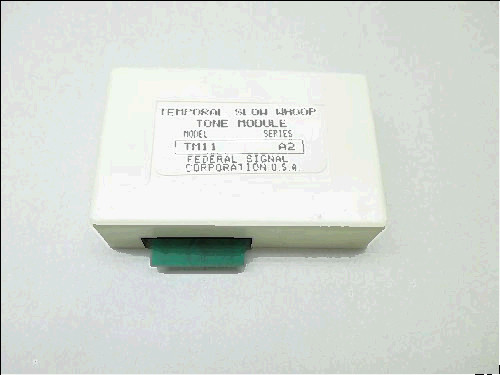 TEMPORAL SLOW WHOOP
TONE MODULE
MODEL SERIES
TM11 A2
FEDERAL SIGNAL
CORPORATION U.S.A.